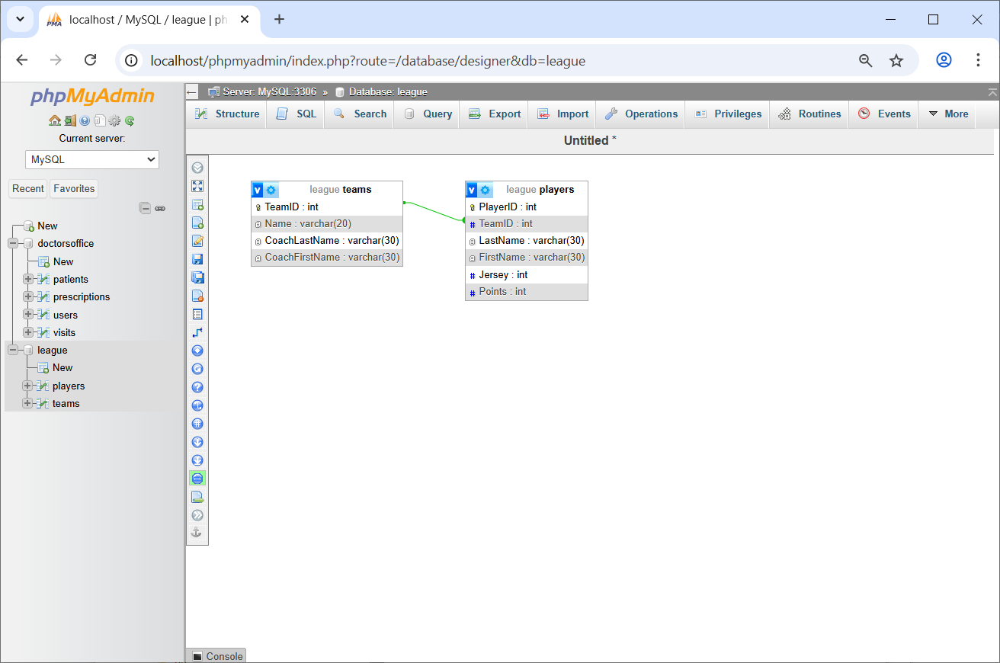 localhost / MySQL / league | ph
localhost/phpmyadmin/index.php?route=/database/designer&db=league
phpMyAdmin
Current server:
MySQL
Recent Favorites
New
doctorsoffice
New
patients
prescriptions
users
visits
league
New
players
teams
Server: MySQL:3306 » Database: league
Structure SQL Search Query Export Import Operations Privileges Routines Events More
Untitled *
league teams
TeamID : int
Name : varchar(20)
CoachLastName : varchar(30)
CoachFirstName : varchar(30)
league players
PlayerID : int
TeamID : int
LastName : varchar(30)
FirstName : varchar(30)
Jersey : int
Points : int
Console